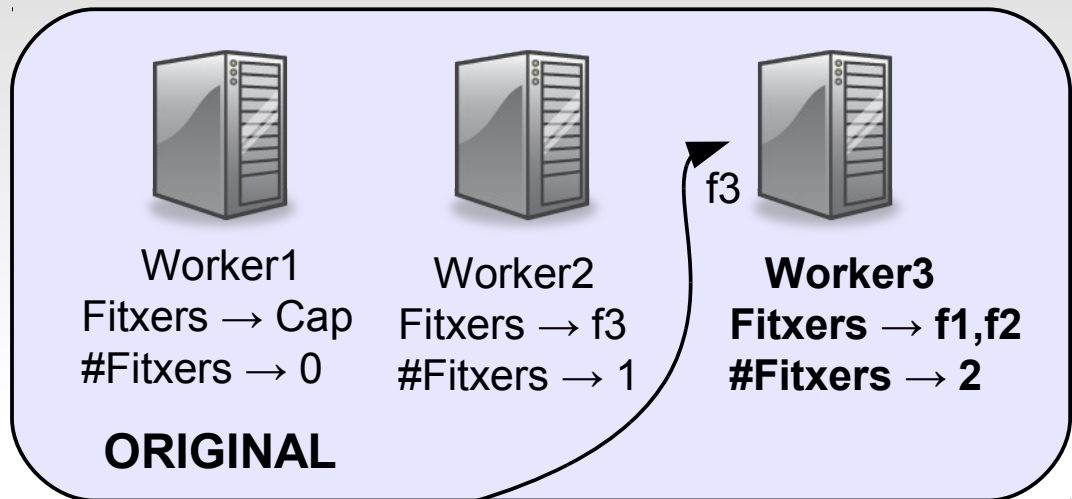 Worker1
Fitxers → Cap
#Fitxers → 0
Worker2
Fitxers → f3
#Fitxers → 1
f3
Worker3
Fitxers → f1,f2
#Fitxers → 2
ORIGINAL